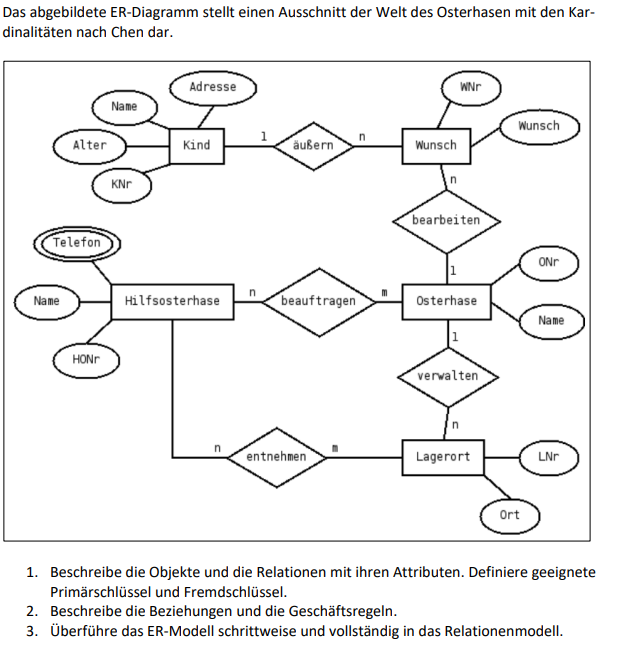 Das abgebildete ER-Diagramm stellt einen Ausschnitt der Welt des Osterhasen mit den Kar-
dinalitäten nach Chen dar.
Adresse
WNr
Name
Wunsch
Alter
Kind
1
äußern
n
Wunsch
KNr
n
bearbeiten
Telefon
1
ONr
Name
Hilfsosterhase
n
beauftragen
m
Osterhase
Name
1
HONr
verwalten
n
n
entnehmen
m
Lagerort
LNr
Ort
1. Beschreibe die Objekte und die Relationen mit ihren Attributen. Definiere geeignete
Primärschlüssel und Fremdschlüssel.
2. Beschreibe die Beziehungen und die Geschäftsregeln.
3. Überführe das ER-Modell schrittweise und vollständig in das Relationenmodell.